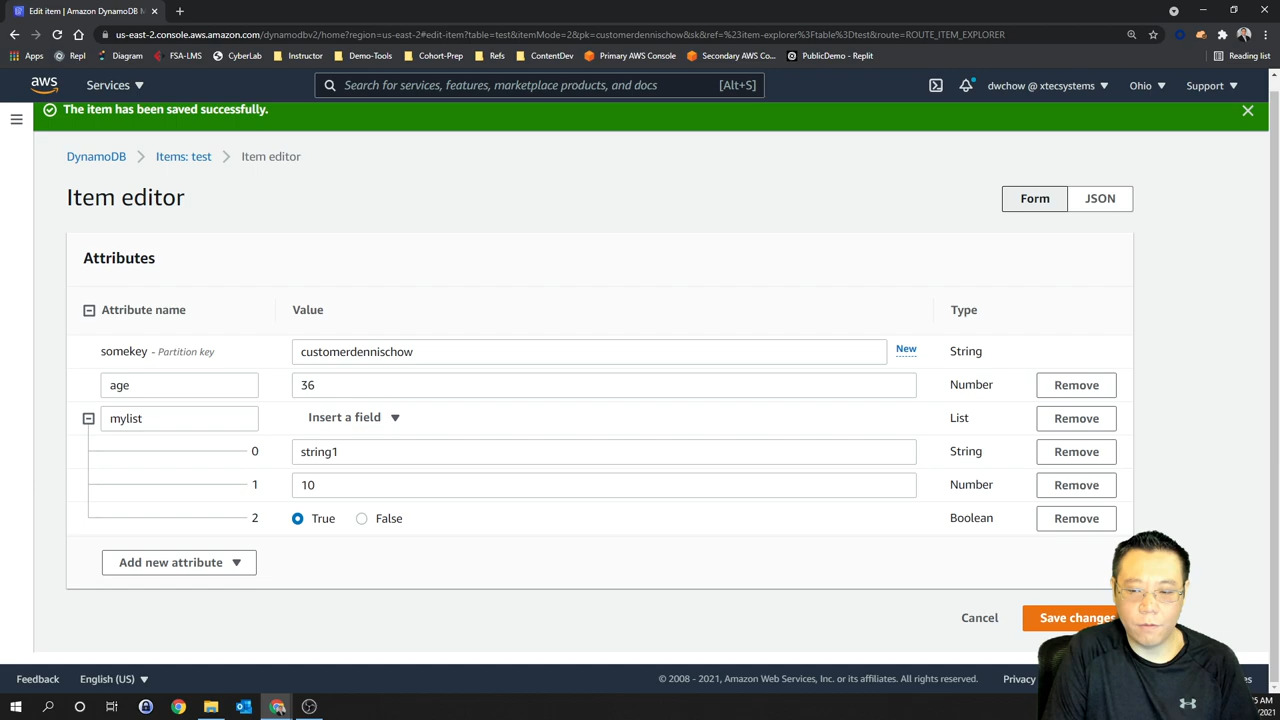 Edit item | Amazon DynamoDB M
us-east-2.console.aws.amazon.com/dynamodbv2/home?region=us-east-2#edit-item?table=test&itemMode=2&pk=customerdennischow&sk&ref=%23item-explorer%3Ftable%3Dtest&route=ROUTE_ITEM_EXPLORER
Apps Repl Diagram FSA-LMS CyberLab Instructor Demo-Tools Cohort-Prep Refs ContentDev Primary AWS Console Secondary AWS Co... PublicDemo - Replit Reading list
aws Services Search for services, features, marketplace products, and docs [Alt+S] dwchow @ xtecsystems Ohio Support
The item has been saved successfully.
DynamoDB Items: test Item editor
Item editor Form JSON
Attributes
Attribute name Value Type
somekey - Partition key customerdennischow New String
age 36 Number Remove
mylist Insert a field List Remove
0 string1 String Remove
1 10 Number Remove
2 True False Boolean Remove
Add new attribute
Cancel Save changes
Feedback English (US) © 2008 - 2021, Amazon Web Services, Inc. or its affiliates. All rights reserved. Privacy